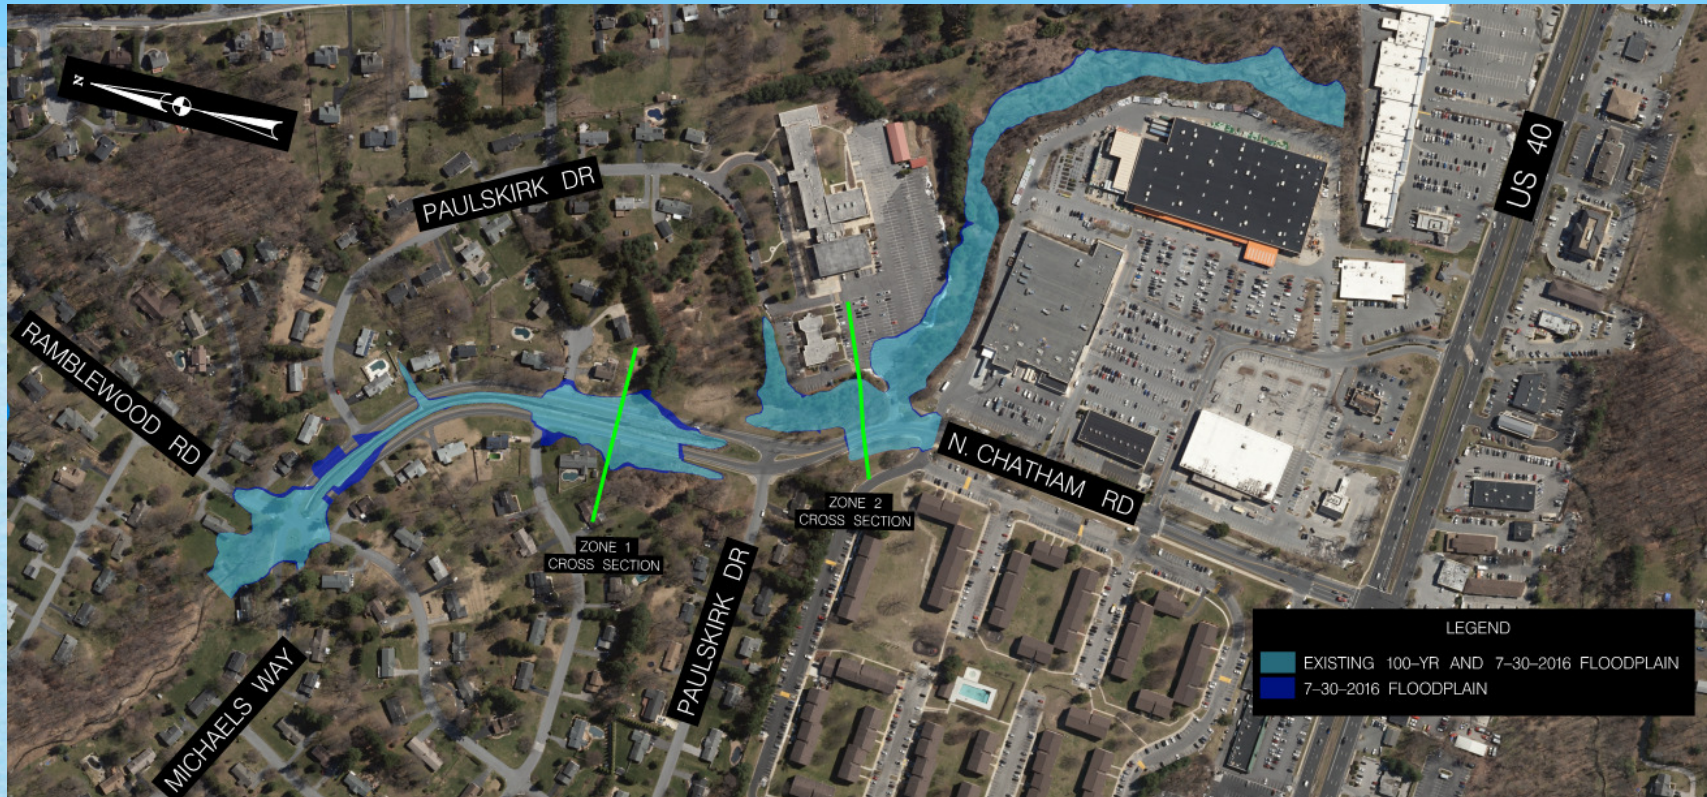 N
PAULSKIRK DR
US 40
RAMBLEWOOD RD
N. CHATHAM RD
ZONE 2
CROSS SECTION
ZONE 1
CROSS SECTION
PAULSKIRK DR
MICHAELS WAY
LEGEND
EXISTING 100-YR AND 7-30-2016 FLOODPLAIN
7-30-2016 FLOODPLAIN